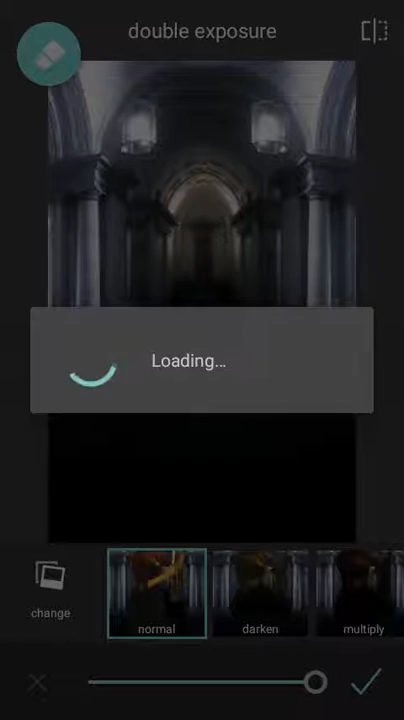 double exposure
Loading...
change
normal
darken
multiply